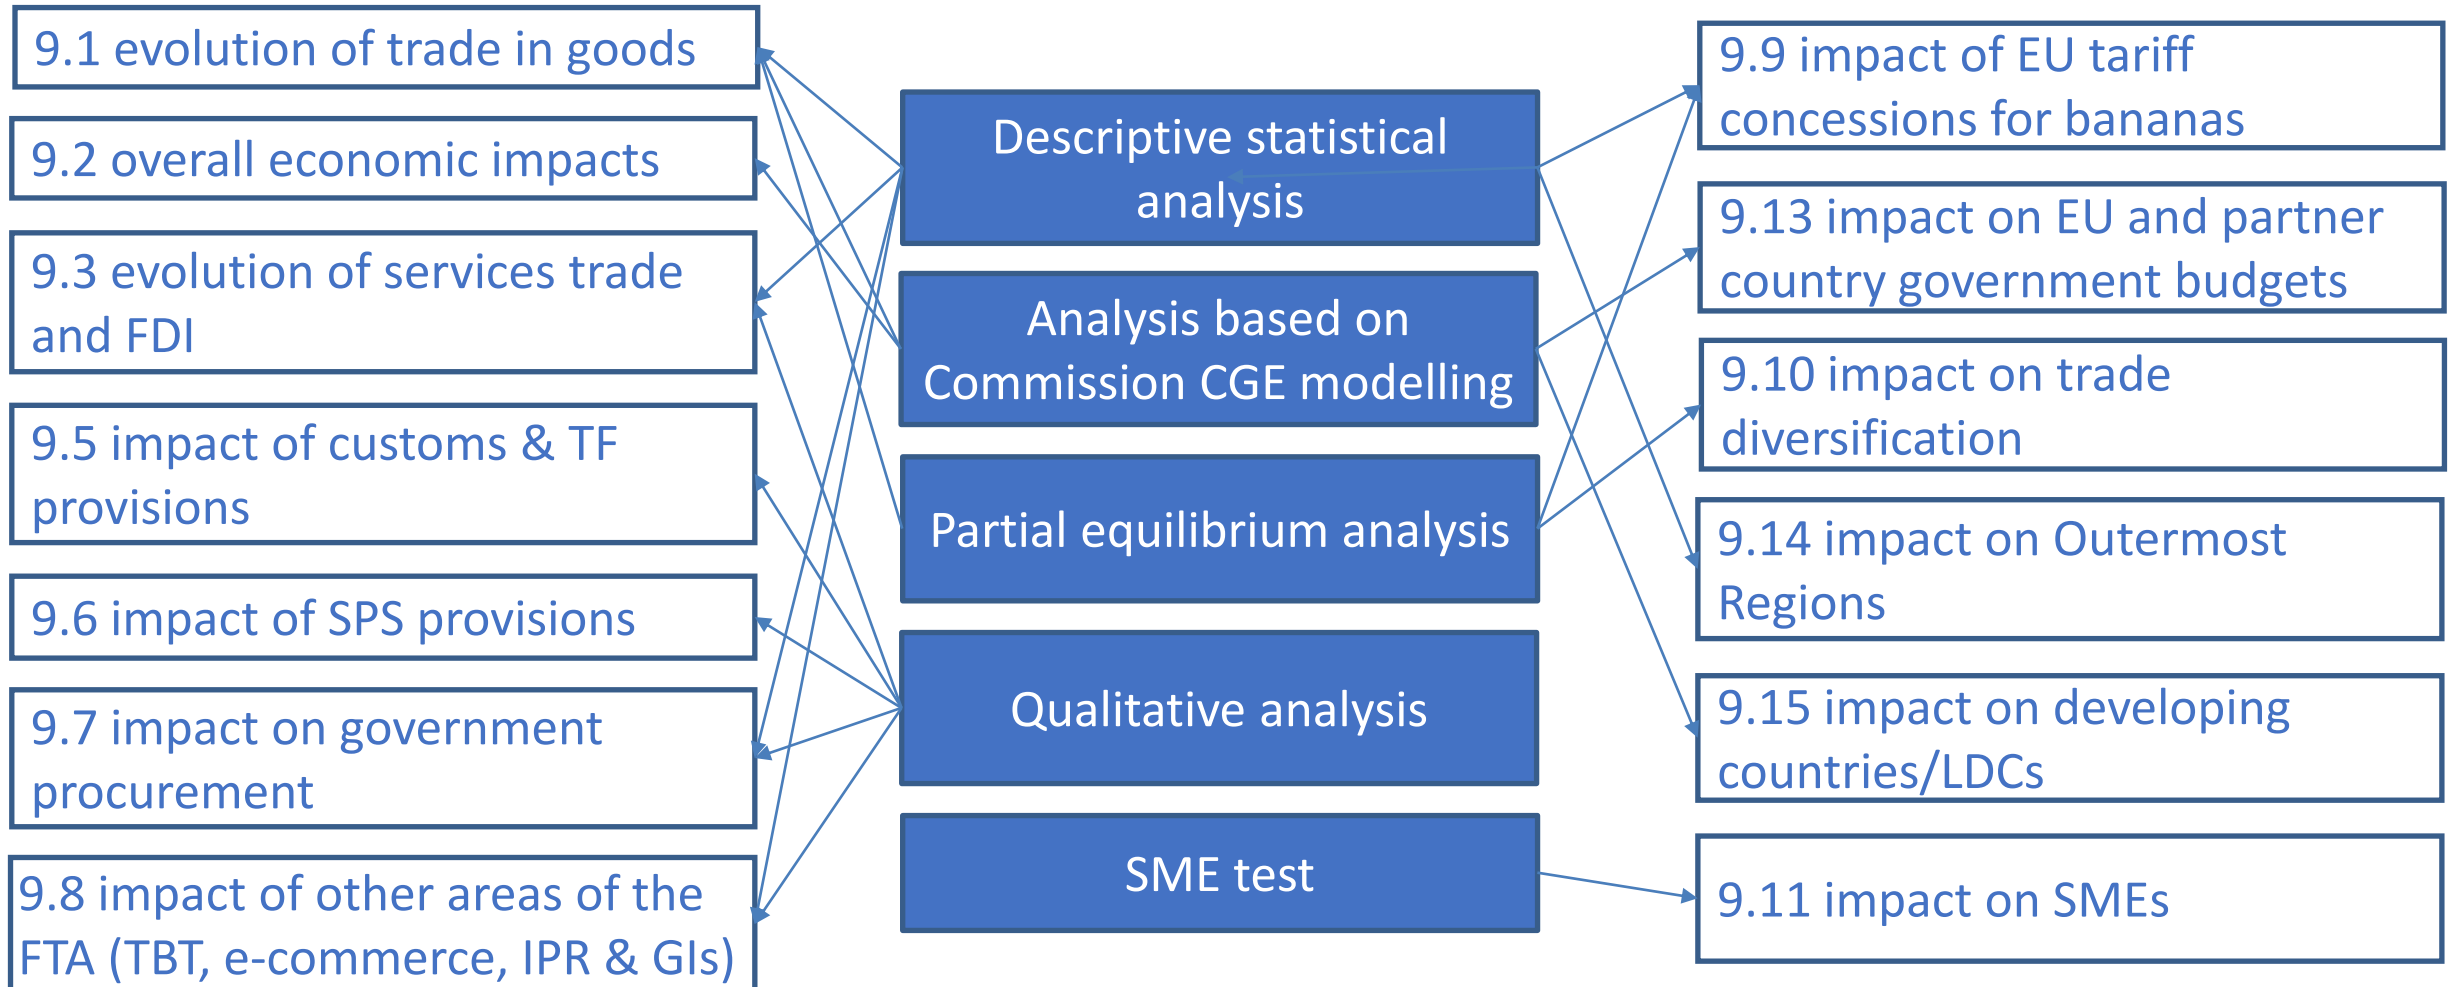 9.1 evolution of trade in goods
9.2 overall economic impacts
9.3 evolution of services trade
and FDI
9.5 impact of customs & TF
provisions
9.6 impact of SPS provisions
9.7 impact on government
procurement
9.8 impact of other areas of the
FTA (TBT, e-commerce, IPR & GIs)
Descriptive statistical
analysis
Analysis based on
Commission CGE modelling
Partial equilibrium analysis
Qualitative analysis
SME test
9.9 impact of EU tariff
concessions for bananas
9.13 impact on EU and partner
country government budgets
9.10 impact on trade
diversification
9.14 impact on Outermost
Regions
9.15 impact on developing
countries/LDCs
9.11 impact on SMEs